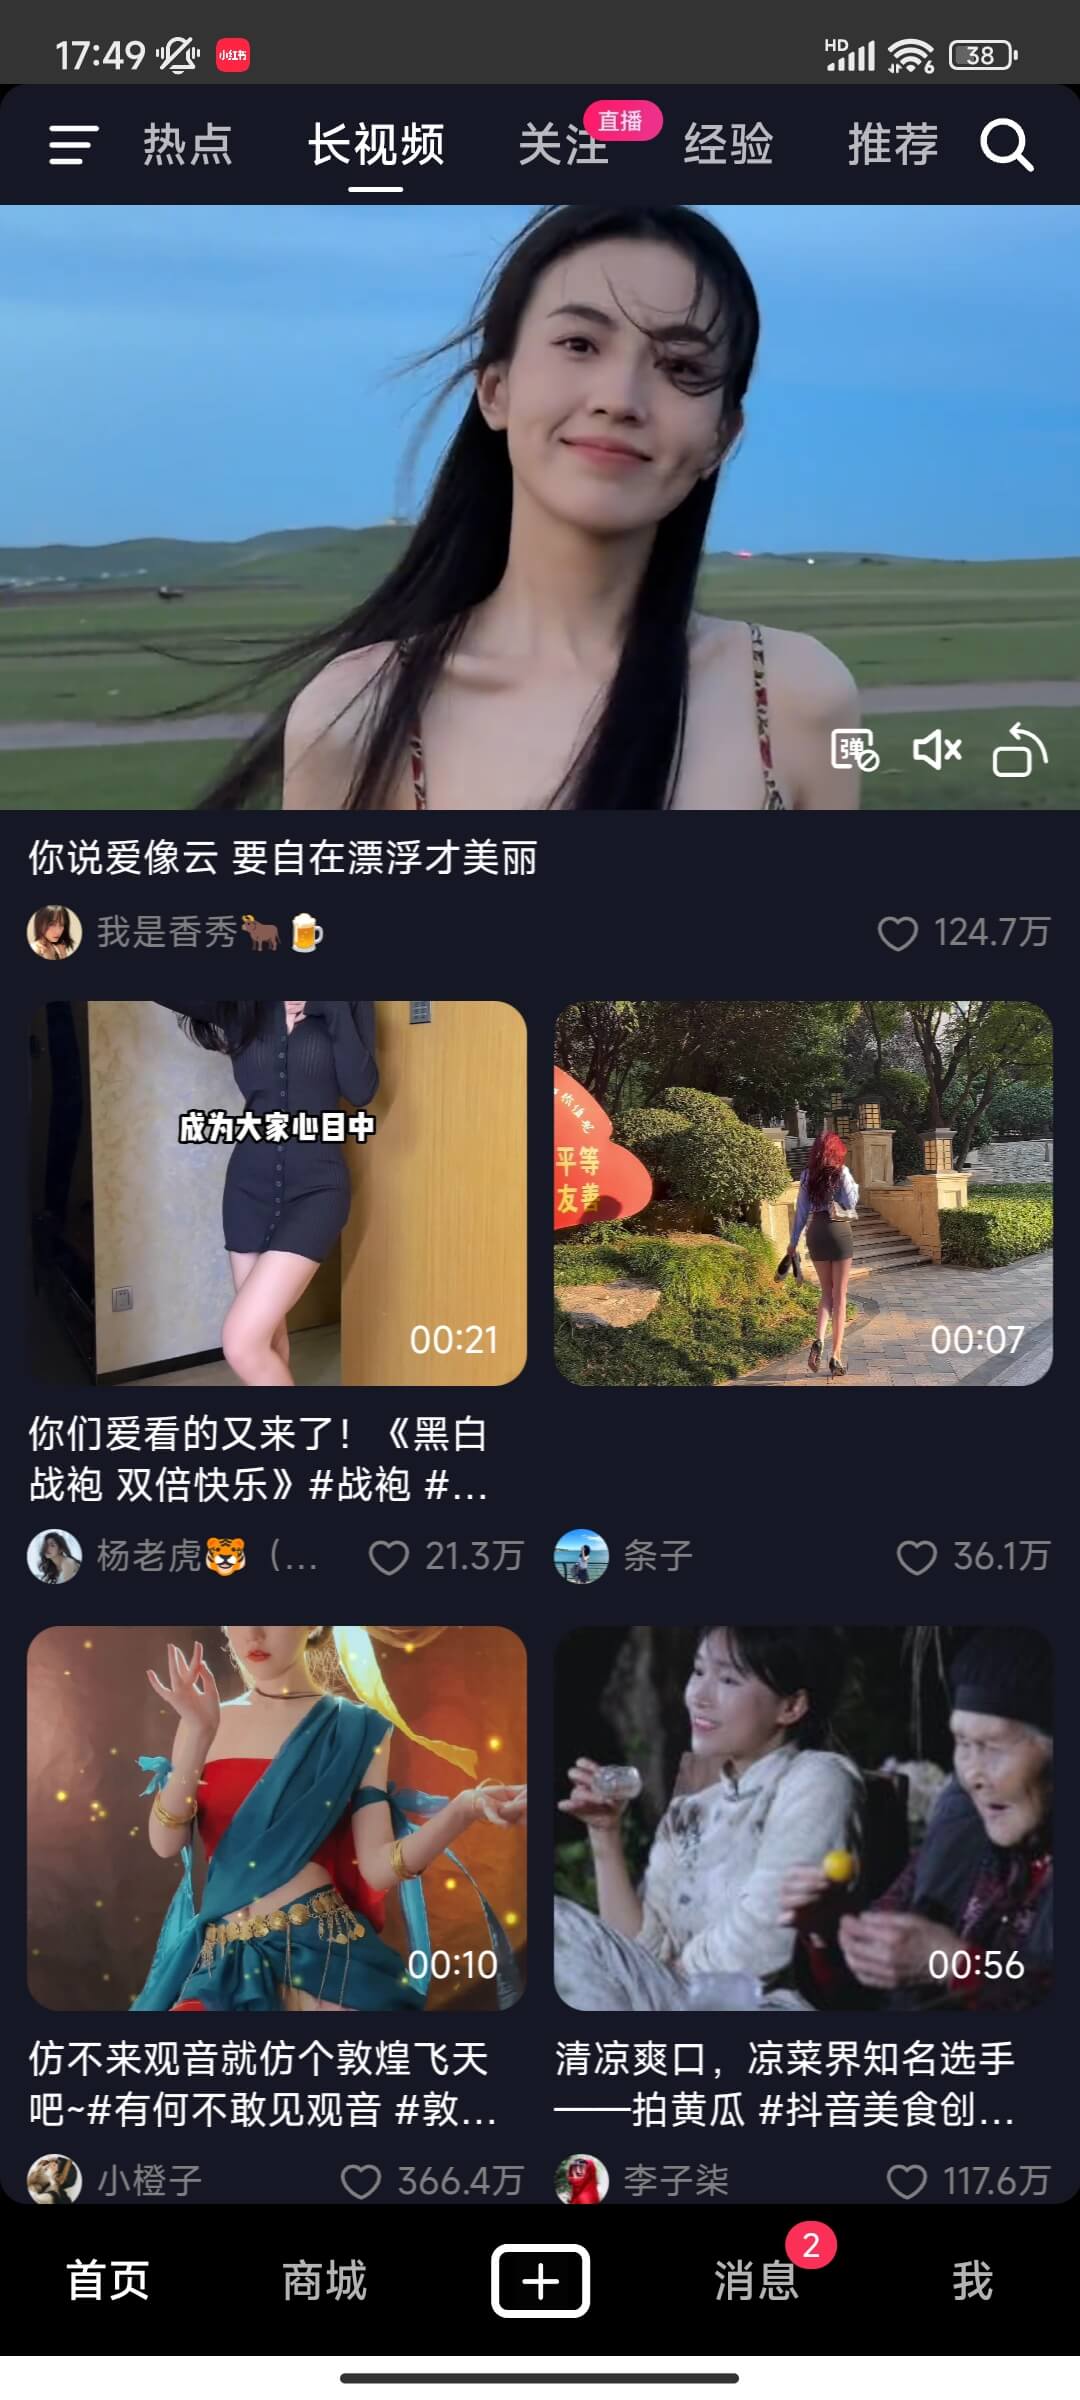 17:49
小红书
HD
6
38
热点
长视频
关注
直播
经验
推荐
弹
你说爱像云 要自在漂浮才美丽
我是香秀🐂🍺
124.7万
成为大家心目中
00:21
平等
友善
00:07
你们爱看的又来了！《黑白
战袍 双倍快乐》#战袍 #...
杨老虎🐯（...
21.3万
条子
36.1万
00:10
00:56
仿不来观音就仿个敦煌飞天
吧~#有何不敢见观音 #敦...
清凉爽口，凉菜界知名选手
——拍黄瓜 #抖音美食创...
小橙子
366.4万
李子柒
117.6万
首页
商城
消息
2
我